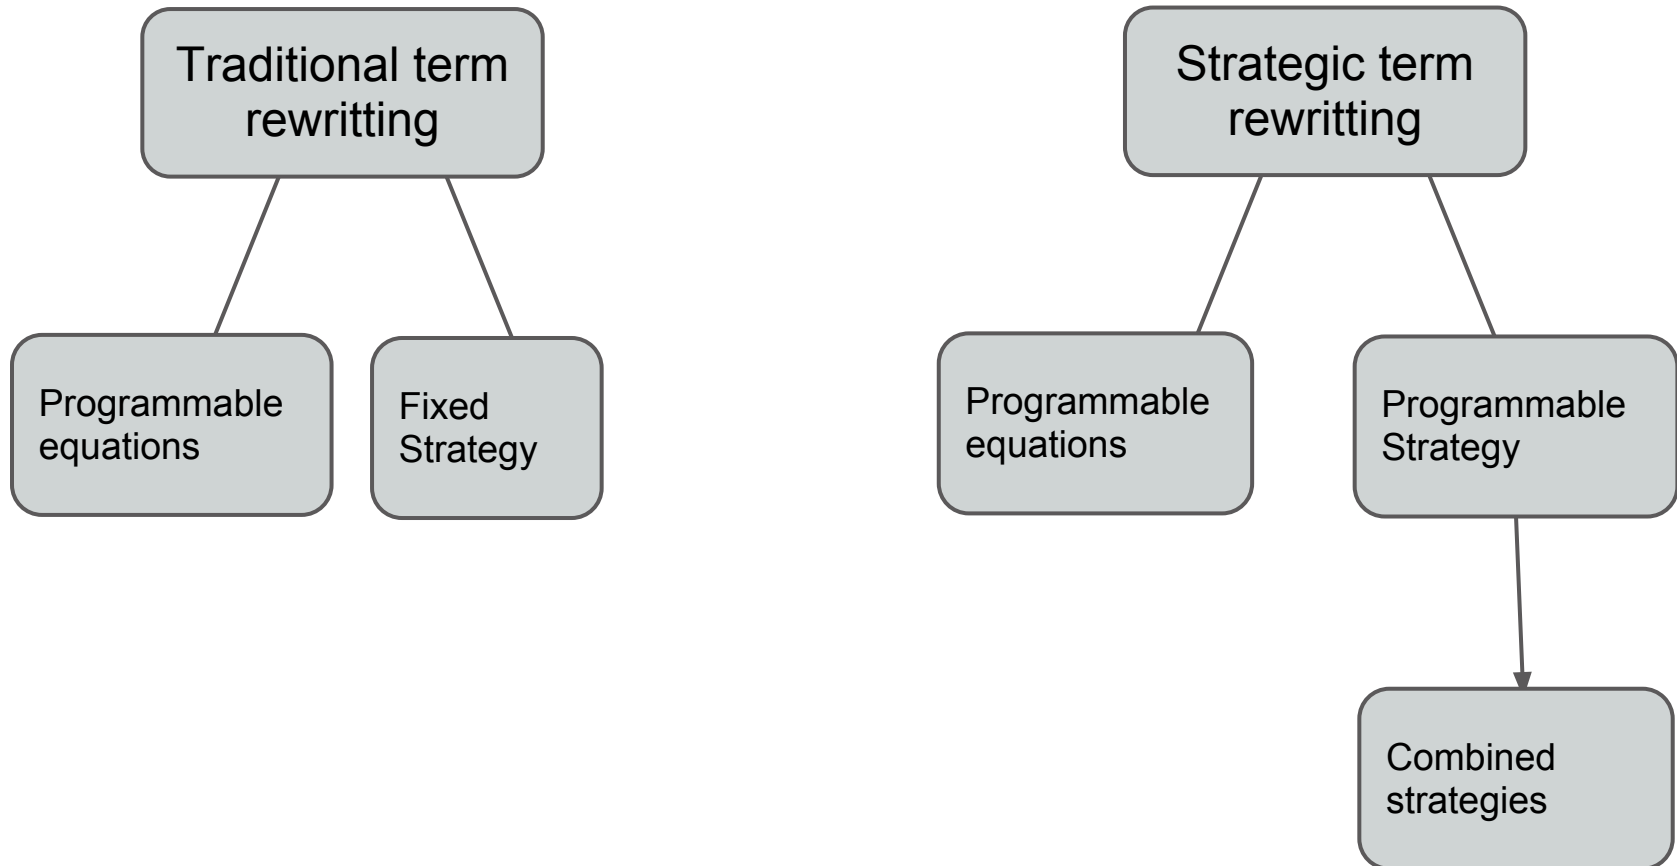 Traditional term
rewritting
Strategic term
rewritting
Programmable
equations
Fixed
Strategy
Programmable
equations
Programmable
Strategy
Combined
strategies